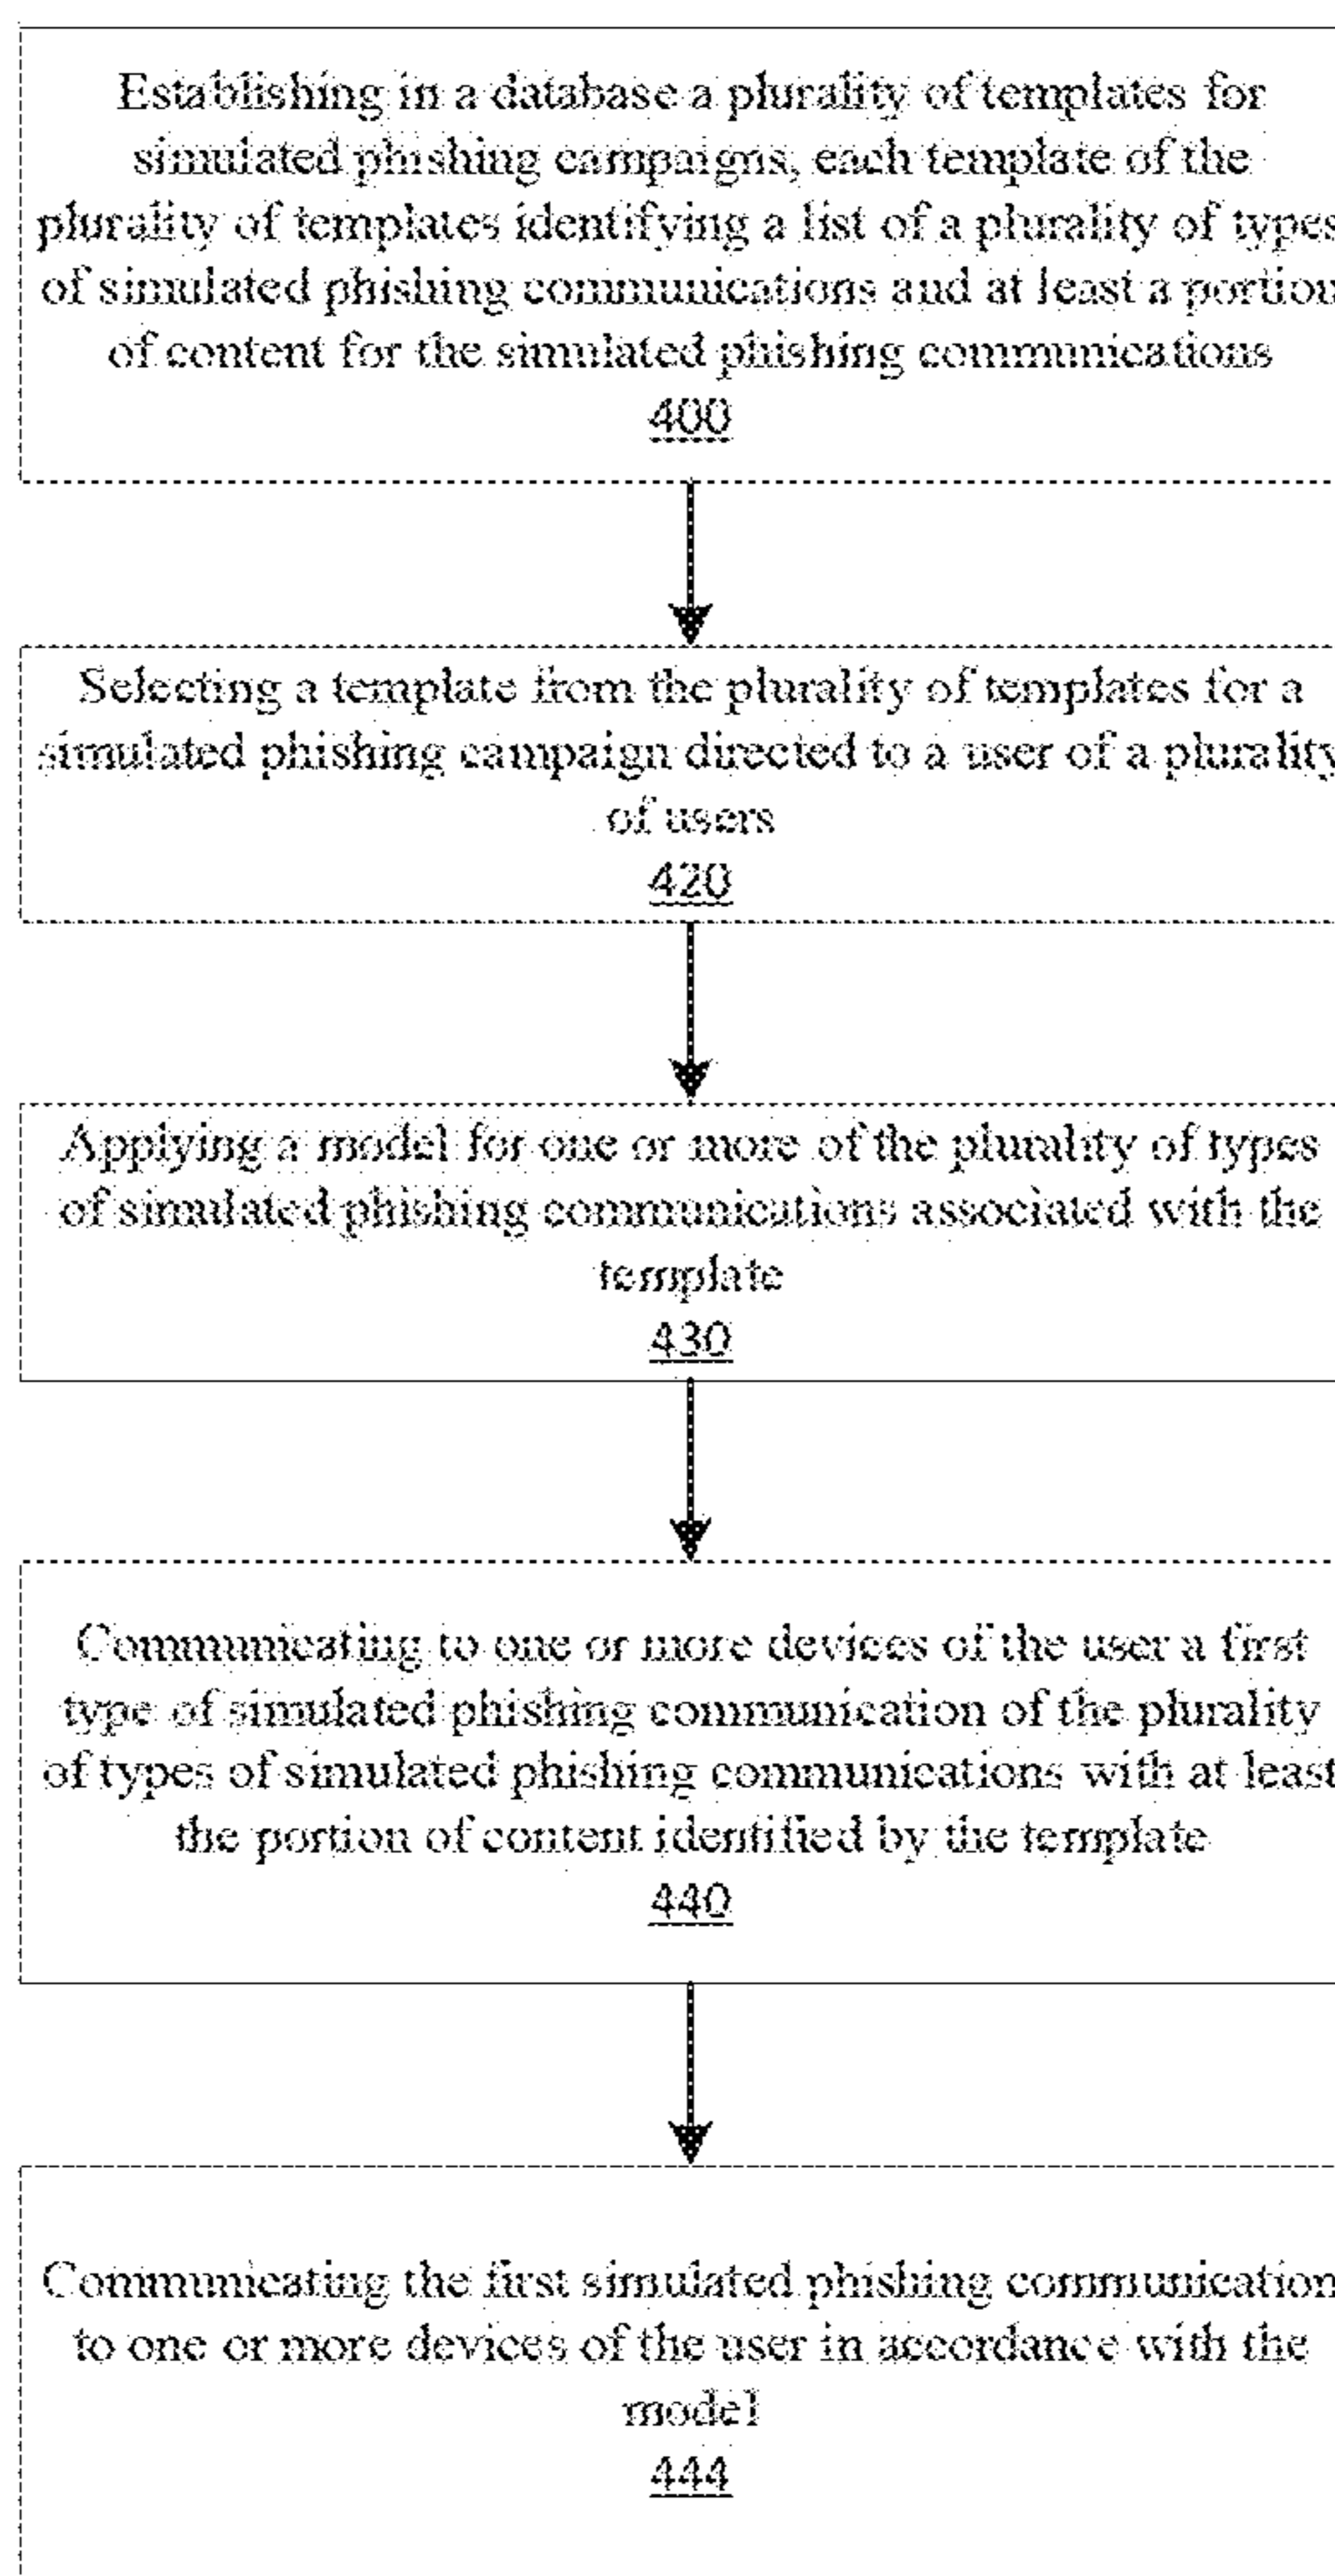 Establishing in a database a plurality of templates for
simulated phishing campaigns, each template of the
plurality of templates identifying a list of a plurality of types
of simulated phishing communications and at least a portion
of content for the simulated phishing communications
400
Selecting a template from the plurality of templates for a
simulated phishing campaign directed to a user of a plurality
of users
420
Applying a model for one or more of the plurality of types
of simulated phishing communications associated with the
template
430
Communicating to one or more devices of the user a first
type of simulated phishing communication of the plurality
of types of simulated phishing communications with at least
the portion of content identified by the template
440
Communicating the first simulated phishing communication
to one or more devices of the user in accordance with the
model
444